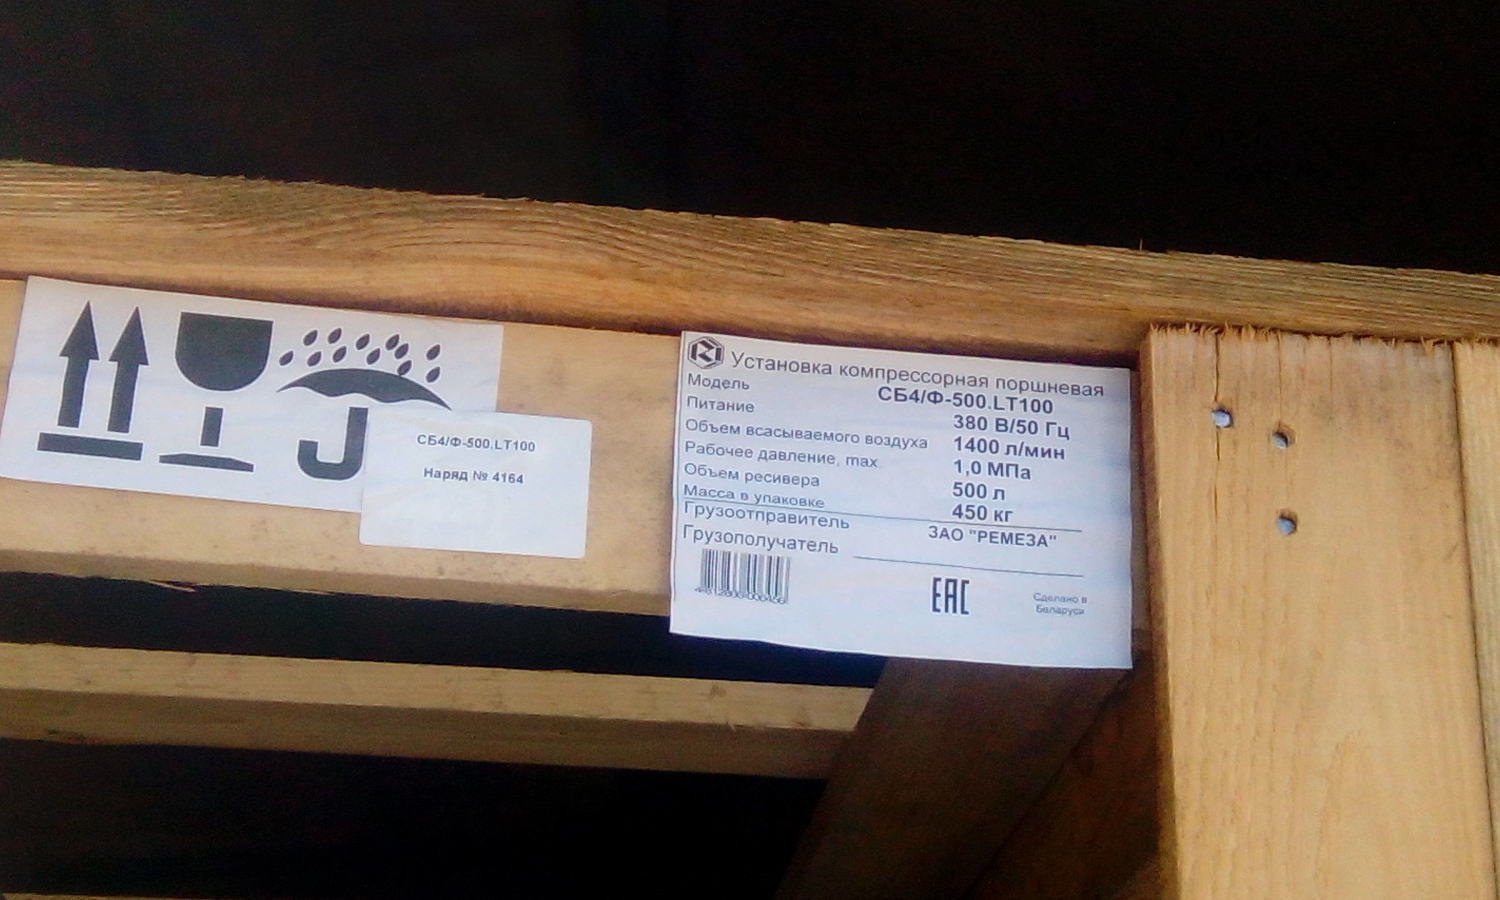 СБ4/Ф-500.LT100
Наряд № 4164
Установка компрессорная поршневая
Модель СБ4/Ф-500.LT100
Питание 380 В/50 Гц
Объем всасываемого воздуха 1400 л/мин
Рабочее давление, max 1,0 МПа
Объем ресивера 500 л
Масса в упаковке 450 кг
Грузоотправитель ЗАО "РЕМЕЗА"
Грузополучатель
ЕАС
Сделано в
Беларуси